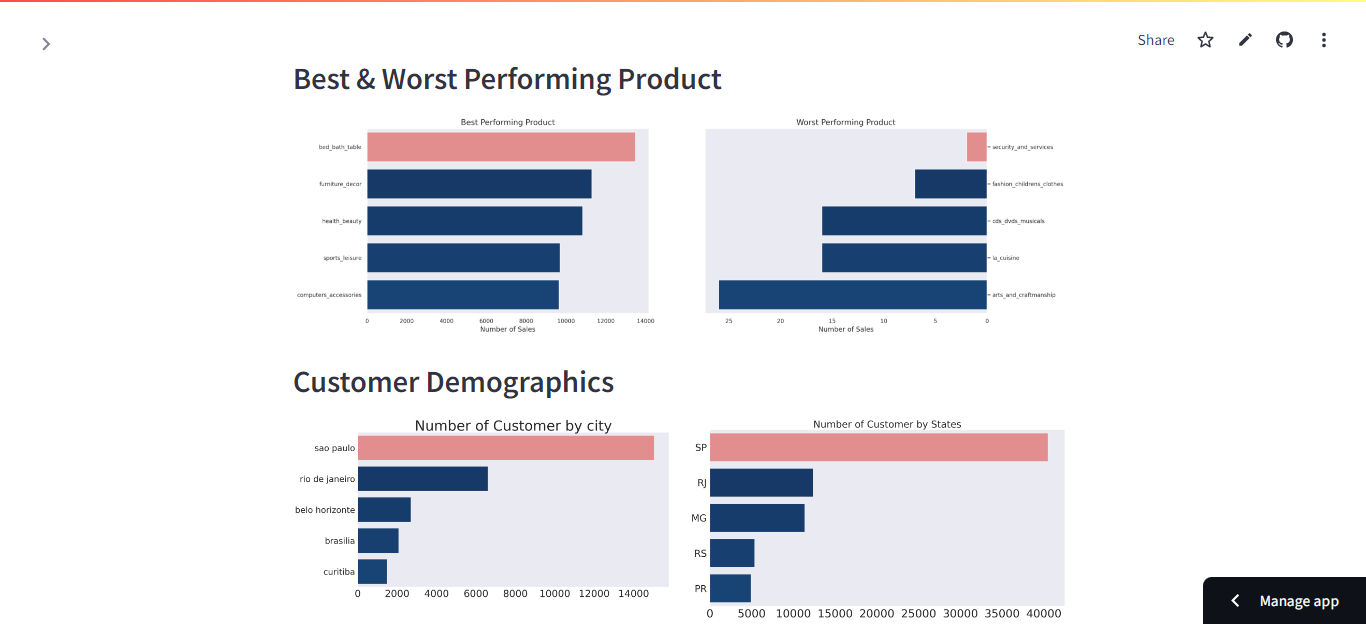 Share
Best & Worst Performing Product
Best Performing Product
bed_bath_table
furniture_decor
health_beauty
sports_leisure
computers_accessories
0 2000 4000 6000 8000 10000 12000 14000
Number of Sales
Worst Performing Product
security_and_services
fashion_childrens_clothes
cds_dvds_musicals
la_cuisine
arts_and_craftmanship
25 20 15 10 5 0
Number of Sales
Customer Demographics
Number of Customer by city
sao paulo
rio de janeiro
belo horizonte
brasilia
curitiba
0 2000 4000 6000 8000 10000 12000 14000
Number of Customer by States
SP
RJ
MG
RS
PR
0 5000 10000 15000 20000 25000 30000 35000 40000
Manage app